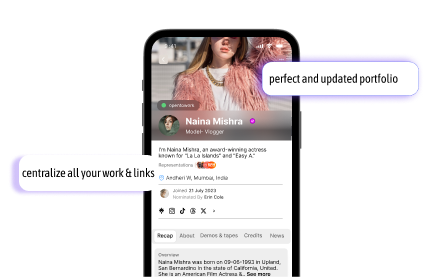 9:41
perfect and updated portfolio
opentowork
Naina Mishra
Model- Vlogger
I'm Naina Mishra, an award-winning actress
known for "La La Islands" and "Easy A."
Representations :
centralize all your work & links
Andheri W, Mumbai, India
Joined 21 July 2023
Nominated By Erin Cole
Recap About Demos & tapes Credits News
Overview
Naina Mishra was born on 09-06-1993 in Upland,
San Bernardino in the state of California, United.
She is an American Film Actress &.. See more